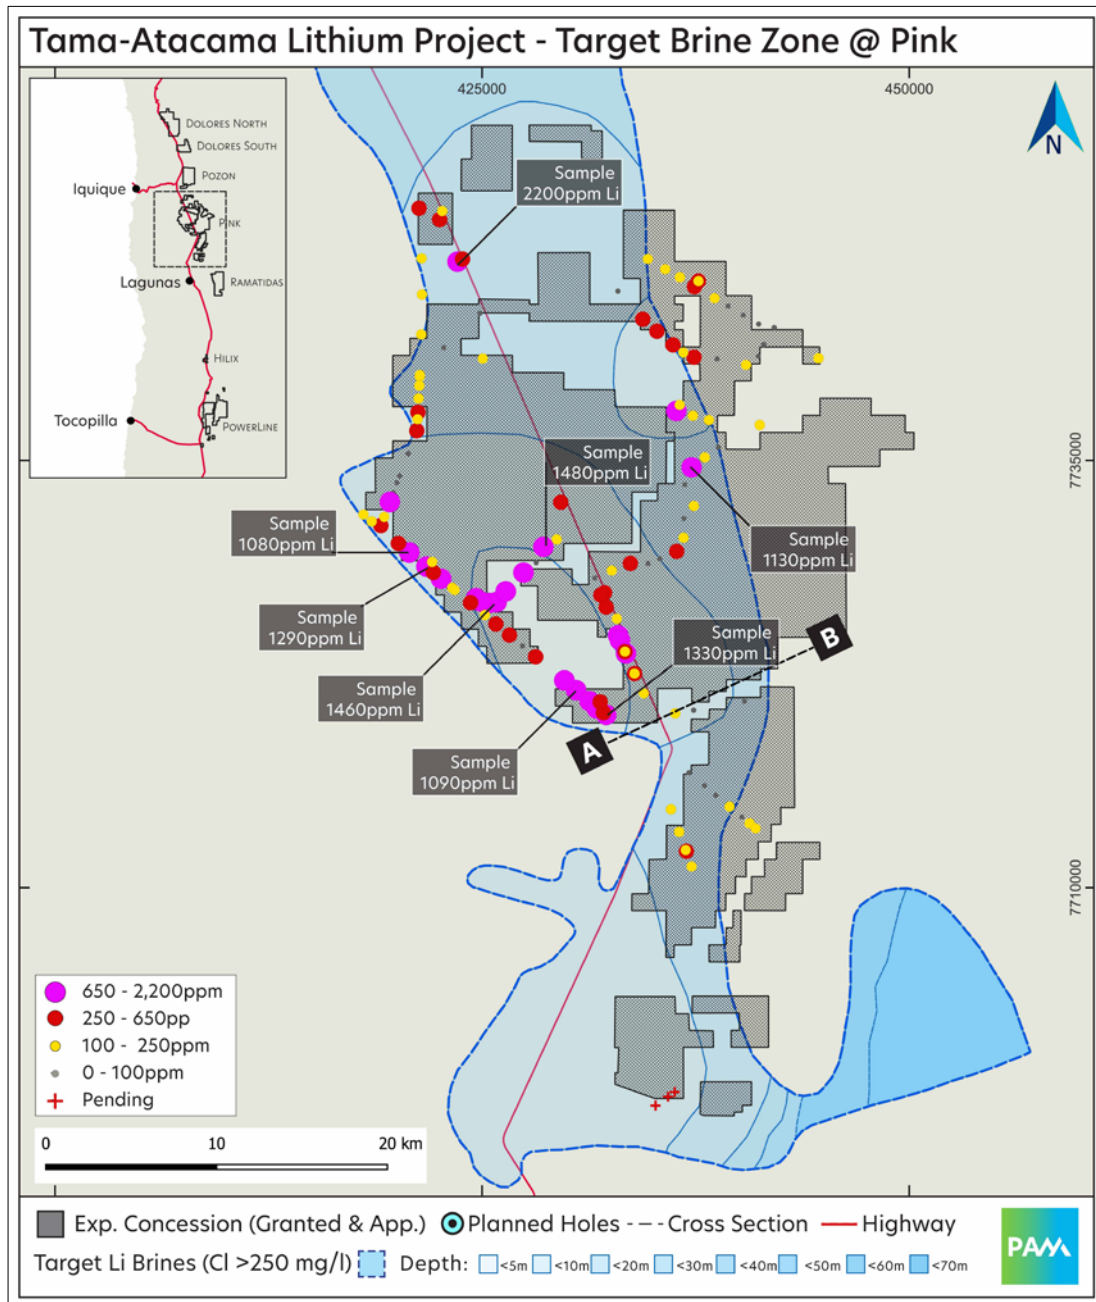 Tama-Atacama Lithium Project - Target Brine Zone @ Pink
425000
450000
DOLORES NORTH
DOLORES SOUTH
POZON
Iquique
PINK
Lagunas
RAMATIDAS
HILIX
Tocopilla
POWERLINE
N
Sample
2200ppm Li
Sample
1480ppm Li
7735000
Sample
1080ppm Li
Sample
1130ppm Li
Sample
1290ppm Li
Sample
1330ppm Li
B
Sample
1460ppm Li
A
Sample
1090ppm Li
7710000
650 - 2,200ppm
250 - 650pp
100 - 250ppm
0 - 100ppm
Pending
0 10 20 km
Exp. Concession (Granted & App.) Planned Holes Cross Section Highway
Target Li Brines (Cl >250 mg/l) Depth: <5m <10m <20m <30m <40m <50m <60m <70m
PAM